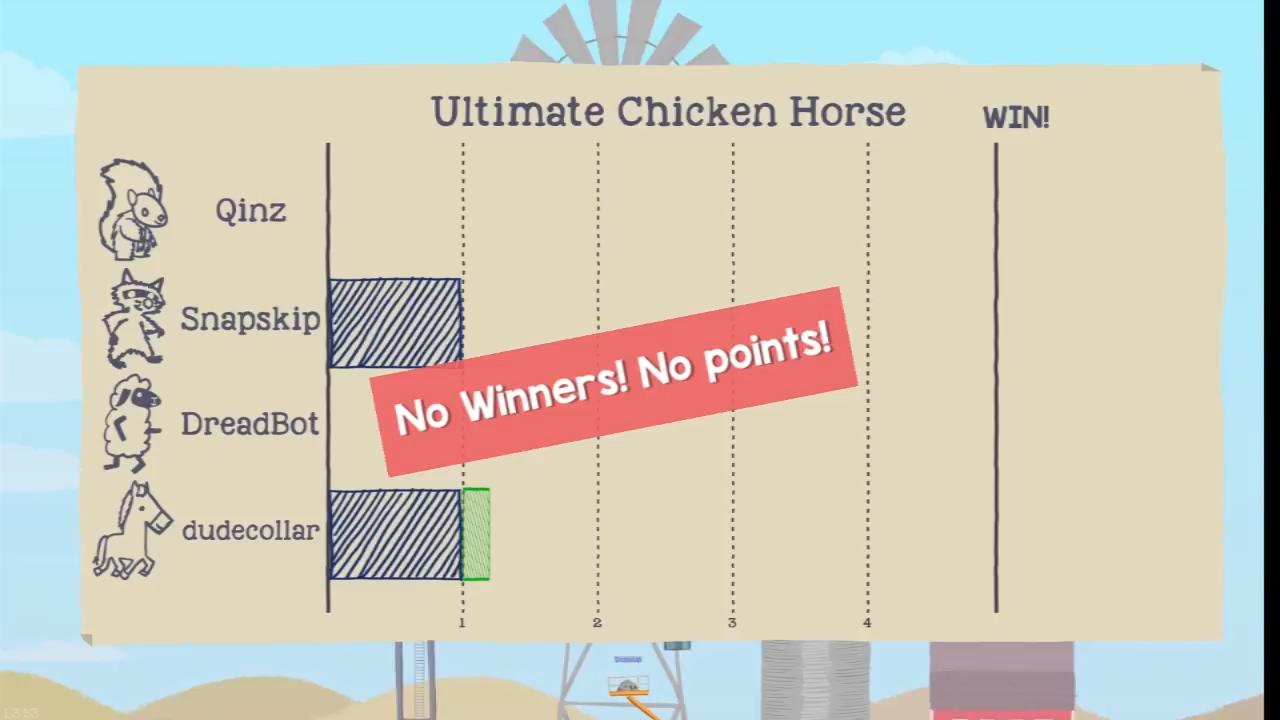 Ultimate Chicken Horse
WIN!
Qinz
Snapskip
No Winners! No points!
DreadBot
dudecollar
1 2 3 4